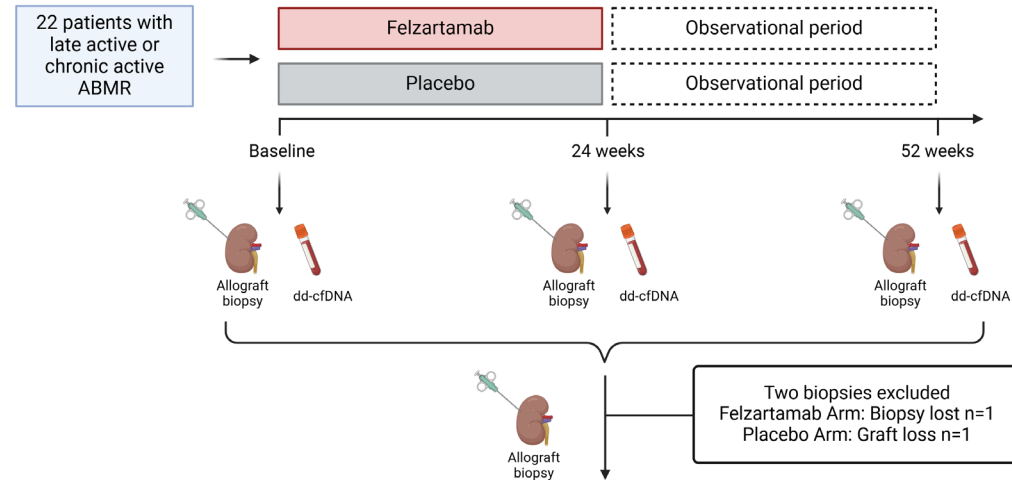 22 patients with
late active or
chronic active
ABMR
Felzartamab
Observational period
Placebo
Observational period
Baseline
24 weeks
52 weeks
Allograft
biopsy
dd-cfDNA
Allograft
biopsy
dd-cfDNA
Allograft
biopsy
dd-cfDNA
Two biopsies excluded
Felzartamab Arm: Biopsy lost n=1
Placebo Arm: Graft loss n=1
Allograft
biopsy